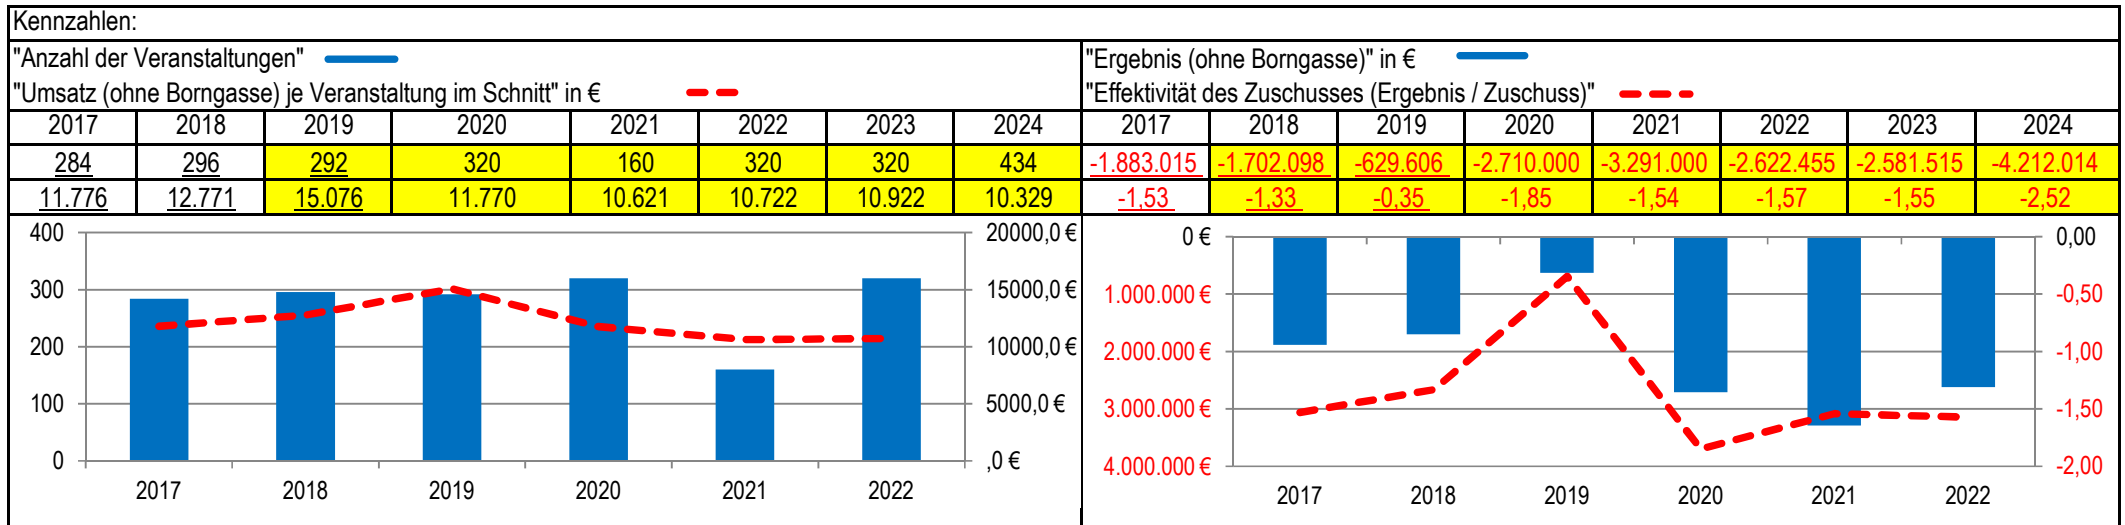 Kennzahlen:
"Anzahl der Veranstaltungen"
"Umsatz (ohne Borngasse) je Veranstaltung im Schnitt" in €
2017 2018 2019 2020 2021 2022 2023 2024
284 296 292 320 160 320 320 434
11.776 12.771 15.076 11.770 10.621 10.722 10.922 10.329
400 20000,0 €
300 15000,0 €
200 10000,0 €
100 5000,0 €
0 ,0 €
2017 2018 2019 2020 2021 2022
"Ergebnis (ohne Borngasse)" in €
"Effektivität des Zuschusses (Ergebnis / Zuschuss)"
2017 2018 2019 2020 2021 2022 2023 2024
-1.883.015 -1.702.098 -629.606 -2.710.000 -3.291.000 -2.622.455 -2.581.515 -4.212.014
-1,53 -1,33 -0,35 -1,85 -1,54 -1,57 -1,55 -2,52
0 € 0,00
1.000.000 € -0,50
2.000.000 € -1,00
3.000.000 € -1,50
4.000.000 € -2,00
2017 2018 2019 2020 2021 2022